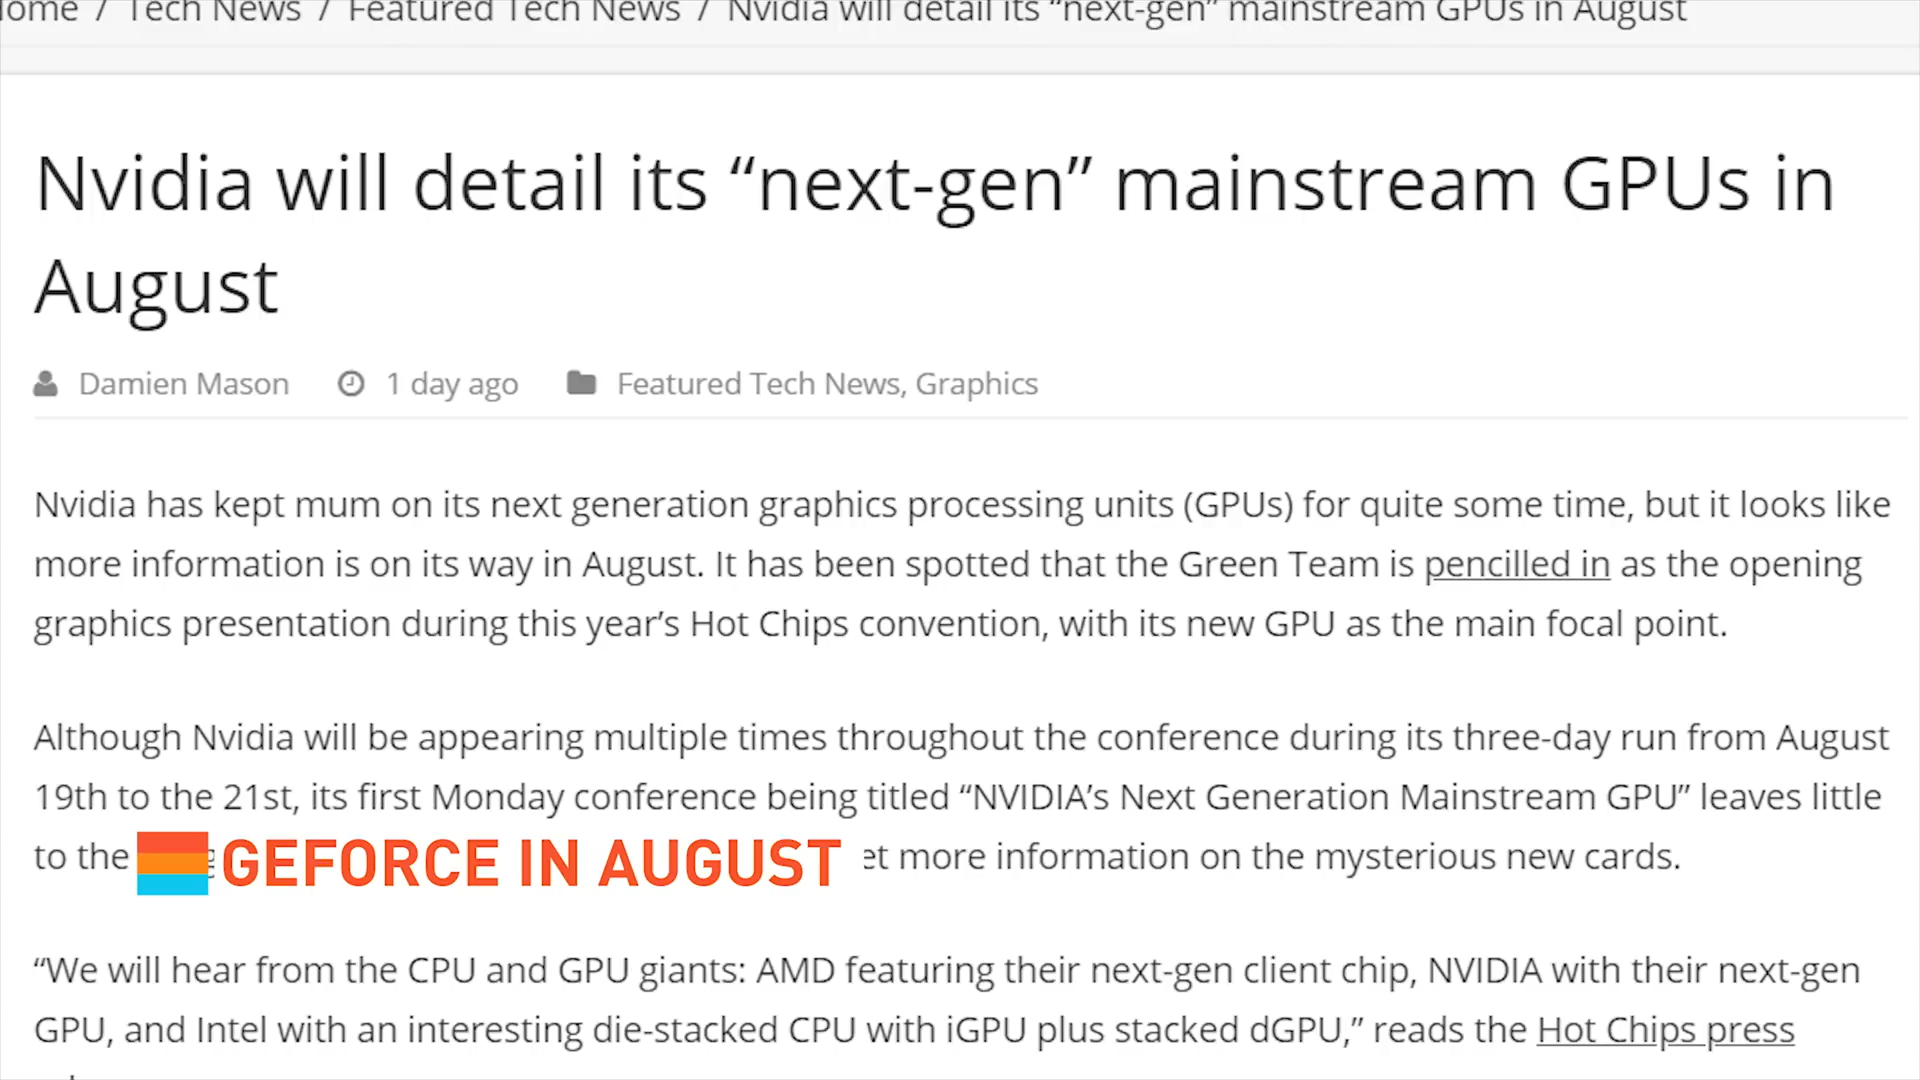 ome / Tech News / Featured Tech News / Nvidia will detail its “next-gen” mainstream GPUs in August
Nvidia will detail its “next-gen” mainstream GPUs in
August
Damien Mason 1 day ago Featured Tech News, Graphics
Nvidia has kept mum on its next generation graphics processing units (GPUs) for quite some time, but it looks like
more information is on its way in August. It has been spotted that the Green Team is pencilled in as the opening
graphics presentation during this year’s Hot Chips convention, with its new GPU as the main focal point.
Although Nvidia will be appearing multiple times throughout the conference during its three-day run from August
19th to the 21st, its first Monday conference being titled “NVIDIA’s Next Generation Mainstream GPU” leaves little
to the GEFORCE IN AUGUST et more information on the mysterious new cards.
“We will hear from the CPU and GPU giants: AMD featuring their next-gen client chip, NVIDIA with their next-gen
GPU, and Intel with an interesting die-stacked CPU with iGPU plus stacked dGPU,” reads the Hot Chips press